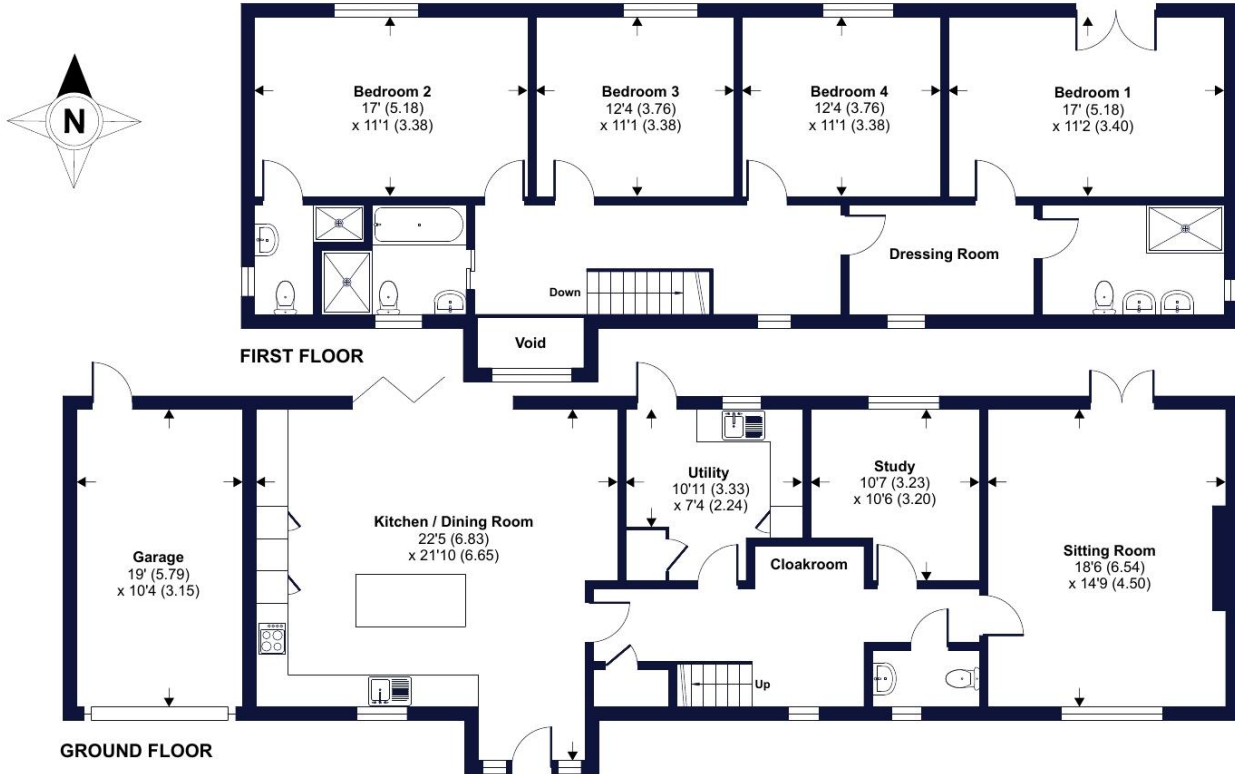 N
Bedroom 2
17' (5.18)
x 11'1 (3.38)
Bedroom 3
12'4 (3.76)
x 11'1 (3.38)
Bedroom 4
12'4 (3.76)
x 11'1 (3.38)
Bedroom 1
17' (5.18)
x 11'2 (3.40)
Dressing Room
Down
Void
FIRST FLOOR
Garage
19' (5.79)
x 10'4 (3.15)
Kitchen / Dining Room
22'5 (6.83)
x 21'10 (6.65)
Utility
10'11 (3.33)
x 7'4 (2.24)
Study
10'7 (3.23)
x 10'6 (3.20)
Cloakroom
Sitting Room
18'6 (6.54)
x 14'9 (4.50)
Up
GROUND FLOOR